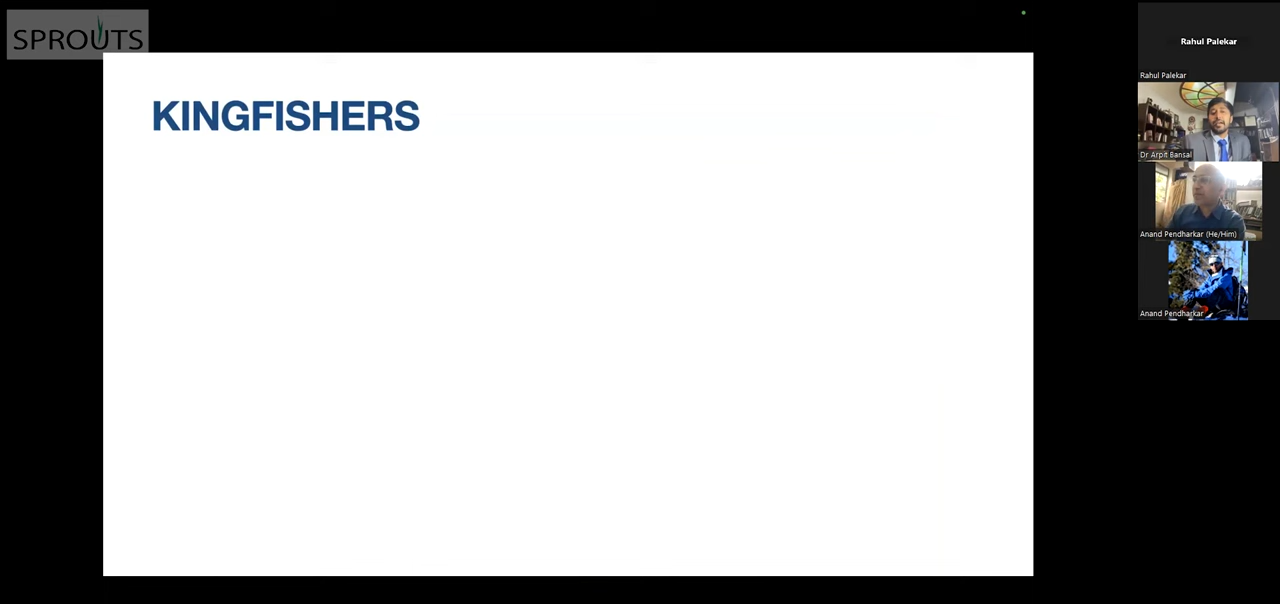 SPROUTS
KINGFISHERS
Rahul Palekar
Rahul Palekar
Dr Arpit Bansal
Anand Pendharkar (He/Him)
Anand Pendharkar